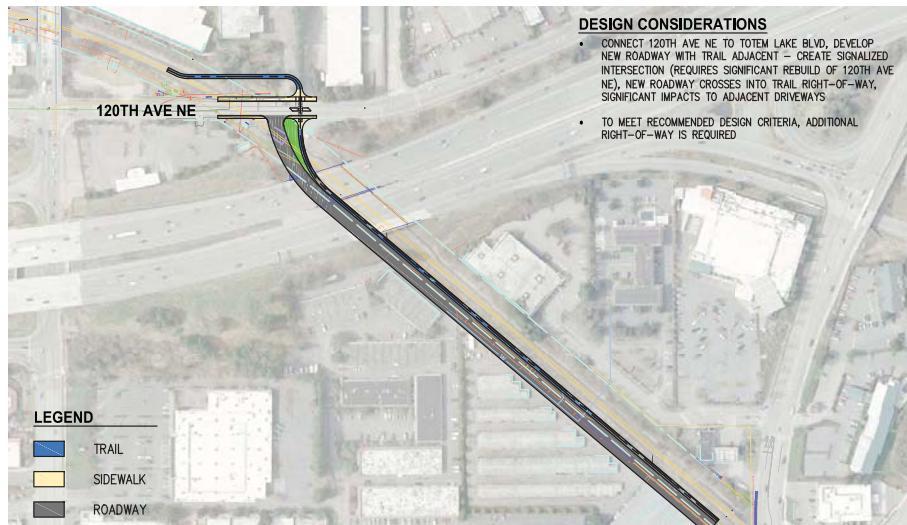 DESIGN CONSIDERATIONS
• CONNECT 120TH AVE NE TO TOTEM LAKE BLVD, DEVELOP
NEW ROADWAY WITH TRAIL ADJACENT – CREATE SIGNALIZED
INTERSECTION (REQUIRES SIGNIFICANT REBUILD OF 120TH AVE
NE), NEW ROADWAY CROSSES INTO TRAIL RIGHT–OF–WAY,
SIGNIFICANT IMPACTS TO ADJACENT DRIVEWAYS
• TO MEET RECOMMENDED DESIGN CRITERIA, ADDITIONAL
RIGHT–OF–WAY IS REQUIRED
120TH AVE NE
LEGEND
TRAIL
SIDEWALK
ROADWAY